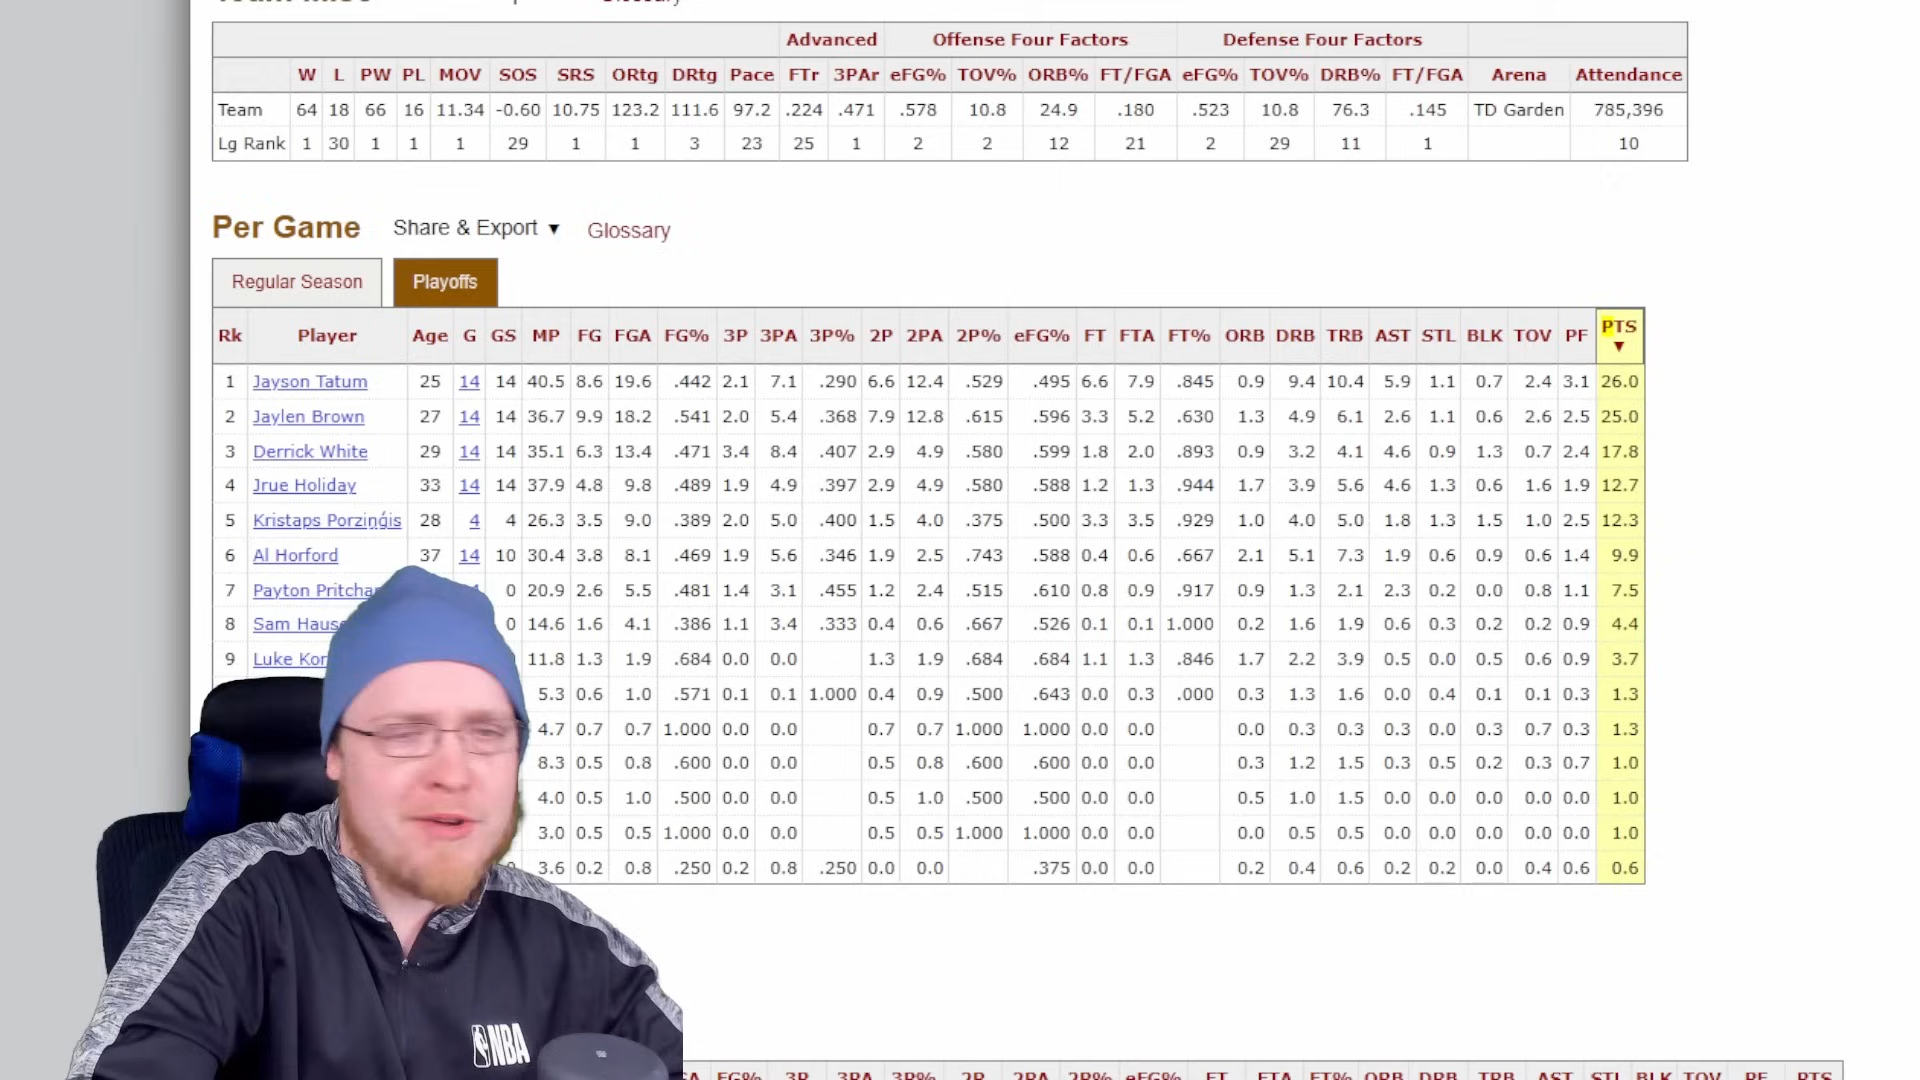 Advanced Offense Four Factors Defense Four Factors
W L PW PL MOV SOS SRS ORtg DRtg Pace FTr 3PAr eFG% TOV% ORB% FT/FGA eFG% TOV% DRB% FT/FGA Arena Attendance
Team 64 18 66 16 11.34 -0.60 10.75 123.2 111.6 97.2 .224 .471 .578 10.8 24.9 .180 .523 10.8 76.3 .145 TD Garden 785,396
Lg Rank 1 30 1 1 1 29 1 1 3 23 25 1 2 2 12 21 2 29 11 1 10
Per Game Share & Export ▼ Glossary
Regular Season Playoffs
Rk Player Age G GS MP FG FGA FG% 3P 3PA 3P% 2P 2PA 2P% eFG% FT FTA FT% ORB DRB TRB AST STL BLK TOV PF PTS ▼
1 Jayson Tatum 25 14 14 40.5 8.6 19.6 .442 2.1 7.1 .290 6.6 12.4 .529 .495 6.6 7.9 .845 0.9 9.4 10.4 5.9 1.1 0.7 2.4 3.1 26.0
2 Jaylen Brown 27 14 14 36.7 9.9 18.2 .541 2.0 5.4 .368 7.9 12.8 .615 .596 3.3 5.2 .630 1.3 4.9 6.1 2.6 1.1 0.6 2.6 2.5 25.0
3 Derrick White 29 14 14 35.1 6.3 13.4 .471 3.4 8.4 .407 2.9 4.9 .580 .599 1.8 2.0 .893 0.9 3.2 4.1 4.6 0.9 1.3 0.7 2.4 17.8
4 Jrue Holiday 33 14 14 37.9 4.8 9.8 .489 1.9 4.9 .397 2.9 4.9 .580 .588 1.2 1.3 .944 1.7 3.9 5.6 4.6 1.3 0.6 1.6 1.9 12.7
5 Kristaps Porziņģis 28 4 4 26.3 3.5 9.0 .389 2.0 5.0 .400 1.5 4.0 .375 .500 3.3 3.5 .929 1.0 4.0 5.0 1.8 1.3 1.5 1.0 2.5 12.3
6 Al Horford 37 14 10 30.4 3.8 8.1 .469 1.9 5.6 .346 1.9 2.5 .743 .588 0.4 0.6 .667 2.1 5.1 7.3 1.9 0.6 0.9 0.6 1.4 9.9
7 Payton Pritcha 0 20.9 2.6 5.5 .481 1.4 3.1 .455 1.2 2.4 .515 .610 0.8 0.9 .917 0.9 1.3 2.1 2.3 0.2 0.0 0.8 1.1 7.5
8 Sam Haus 0 14.6 1.6 4.1 .386 1.1 3.4 .333 0.4 0.6 .667 .526 0.1 0.1 1.000 0.2 1.6 1.9 0.6 0.3 0.2 0.2 0.9 4.4
9 Luke Kor 11.8 1.3 1.9 .684 0.0 0.0 1.3 1.9 .684 .684 1.1 1.3 .846 1.7 2.2 3.9 0.5 0.0 0.5 0.6 0.9 3.7
5.3 0.6 1.0 .571 0.1 0.1 1.000 0.4 0.9 .500 .643 0.0 0.3 .000 0.3 1.3 1.6 0.0 0.4 0.1 0.1 0.3 1.3
4.7 0.7 0.7 1.000 0.0 0.0 0.7 0.7 1.000 1.000 0.0 0.0 0.0 0.3 0.3 0.3 0.0 0.3 0.7 0.3 1.3
8.3 0.5 0.8 .600 0.0 0.0 0.5 0.8 .600 .600 0.0 0.0 0.3 1.2 1.5 0.3 0.5 0.2 0.3 0.7 1.0
4.0 0.5 1.0 .500 0.0 0.0 0.5 1.0 .500 .500 0.0 0.0 0.5 1.0 1.5 0.0 0.0 0.0 0.0 0.0 1.0
3.0 0.5 0.5 1.000 0.0 0.0 0.5 0.5 1.000 1.000 0.0 0.0 0.0 0.5 0.5 0.0 0.0 0.0 0.0 0.0 1.0
3.6 0.2 0.8 .250 0.2 0.8 .250 0.0 0.0 .375 0.0 0.0 0.2 0.4 0.6 0.2 0.2 0.0 0.4 0.6 0.6
NBA
FG% 3P 3PA 3P% 2P 2PA 2P% eFG% FT FTA FT% ORB DRB TRB AST STL BLK TOV PF PTS